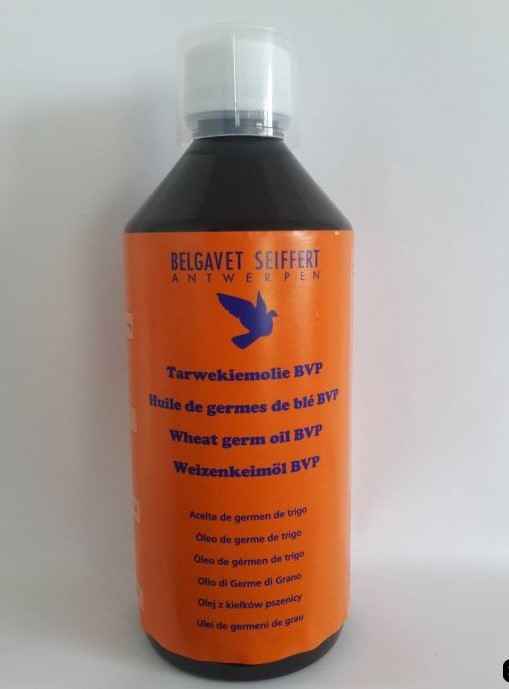 BELGAVET SEIFFERT
ANTWERPEN
Tarwekiemolie BVP
Huile de germes de blé BVP
Wheat germ oil BVP
Weizenkeimöl BVP
Aceite de germen de trigo
Óleo de germe de trigo
Óleo de gérmen de trigo
Olio di Germe di Grano
Olej z kiełków pszenicy
Ulei de germeni de grau